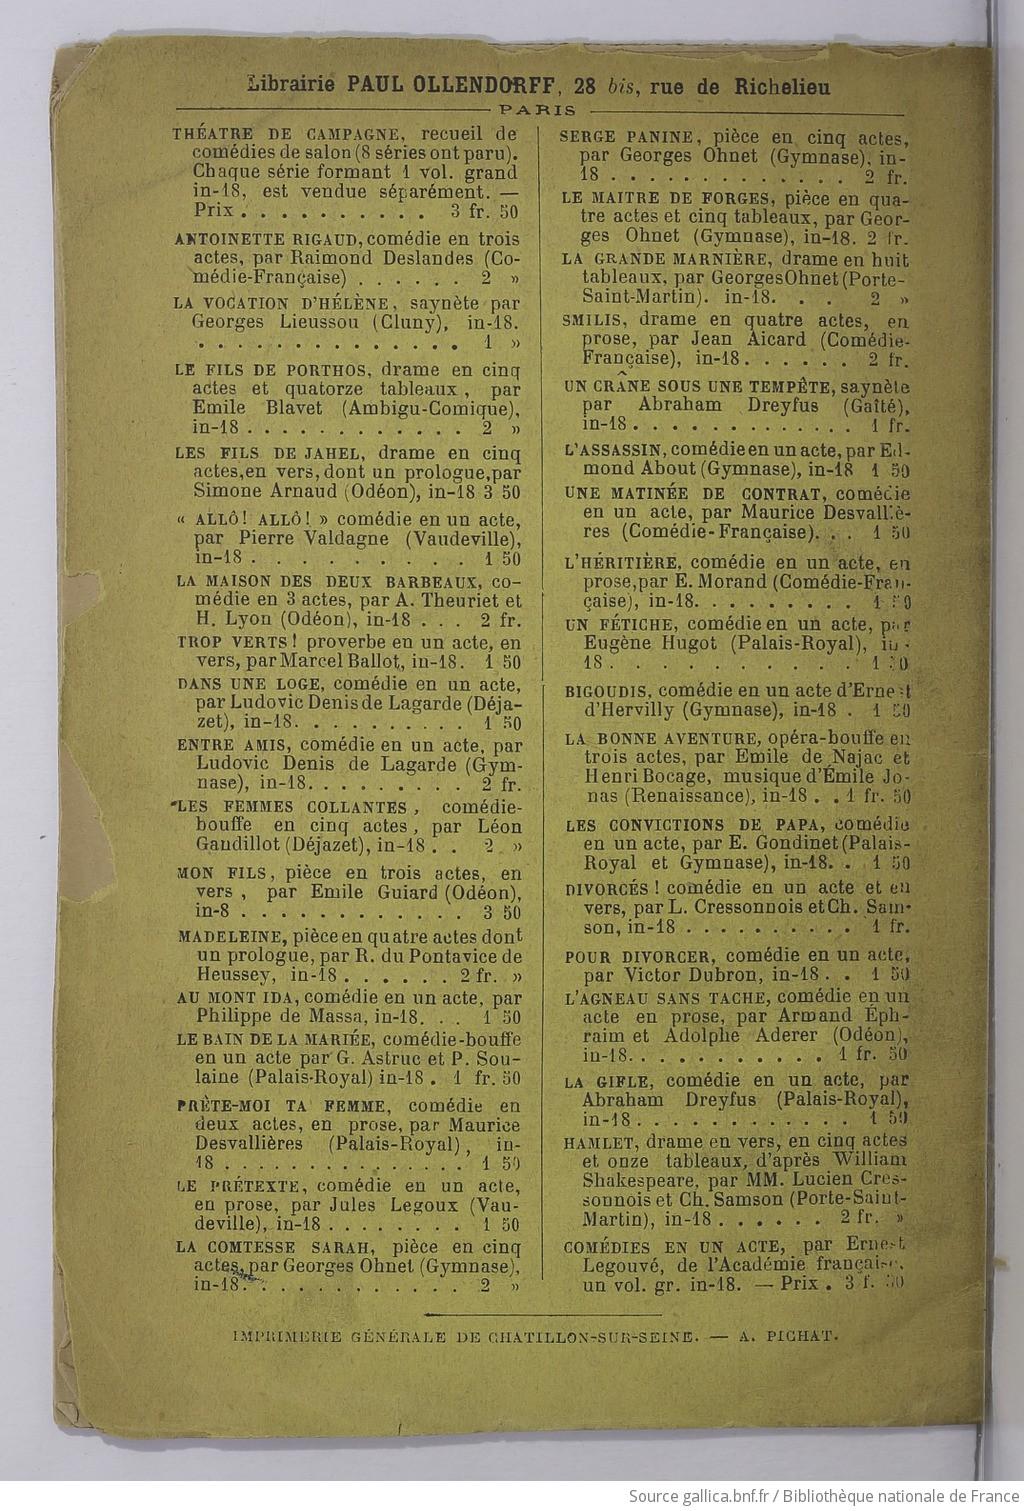 Librairie PAUL OLLENDORFF, 28 bis, rue de Richelieu
PARIS
THÉATRE DE CAMPAGNE, recueil de
comédies de salon (8 séries ont paru).
Chaque série formant 1 vol. grand
in-18, est vendue séparément. —
Prix . . . . . . . . . . 3 fr. 50
ANTOINETTE RIGAUD, comédie en trois
actes, par Raimond Deslandes (Co-
médie-Française) . . . . . . 2 »
LA VOCATION D'HÉLÈNE, saynète par
Georges Lieussou (Cluny), in-18.
. . . . . . . . . . . . . 1 »
LE FILS DE PORTHOS, drame en cinq
actes et quatorze tableaux, par
Emile Blavet (Ambigu-Comique),
in-18 . . . . . . . . . . . . 2 »
LES FILS DE JAHEL, drame en cinq
actes, en vers, dont un prologue, par
Simone Arnaud (Odéon), in-18 3 50
« ALLÔ! ALLÔ! » comédie en un acte,
par Pierre Valdagne (Vaudeville),
in-18 . . . . . . . . . . 1 50
LA MAISON DES DEUX BARBEAUX, co-
médie en 3 actes, par A. Theuriet et
H. Lyon (Odéon), in-18 . . . 2 fr.
TROP VERTS! proverbe en un acte, en
vers, par Marcel Ballot, in-18. 1 50
DANS UNE LOGE, comédie en un acte,
par Ludovic Denis de Lagarde (Déja-
zet), in-18. . . . . . . . . 1 50
ENTRE AMIS, comédie en un acte, par
Ludovic Denis de Lagarde (Gym-
nase), in-18. . . . . . . . . 2 fr.
LES FEMMES COLLANTES, comédie-
bouffe en cinq actes, par Léon
Gaudillot (Déjazet), in-18 . . 2 »
MON FILS, pièce en trois actes, en
vers, par Emile Guiard (Odéon),
in-8 . . . . . . . . . . . . 3 50
MADELEINE, pièce en quatre actes dont
un prologue, par R. du Pontavice de
Heussey, in-18 . . . . . . 2 fr. »
AU MONT IDA, comédie en un acte, par
Philippe de Massa, in-18. . . 1 50
LE BAIN DE LA MARIÉE, comédie-bouffe
en un acte par G. Astruc et P. Sou-
laine (Palais-Royal) in-18 . 1 fr. 50
PRÈTE-MOI TA FEMME, comédie en
deux actes, en prose, par Maurice
Desvallières (Palais-Royal), in-
18 . . . . . . . . . . . . . 1 50
LE PRÉTEXTE, comédie en un acte,
en prose, par Jules Legoux (Vau-
deville), in-18 . . . . . . . . 1 50
LA COMTESSE SARAH, pièce en cinq
actes, par Georges Ohnet (Gymnase),
in-18. . . . . . . . . . . . 2 »
SERGE PANINE, pièce en cinq actes,
par Georges Ohnet (Gymnase), in-
18 . . . . . . . . . . . . . 2 fr.
LE MAITRE DE FORGES, pièce en qua-
tre actes et cinq tableaux, par Geor-
ges Ohnet (Gymnase), in-18. 2 fr.
LA GRANDE MARNIÈRE, drame en huit
tableaux, par Georges Ohnet (Porte-
Saint-Martin). in-18. . . 2 »
SMILIS, drame en quatre actes, en
prose, par Jean Aicard (Comédie-
Française), in-18 . . . . . . 2 fr.
UN CRÂNE SOUS UNE TEMPÊTE, saynète
par Abraham Dreyfus (Gaîté),
in-18 . . . . . . . . . . . . . 1 fr.
L'ASSASSIN, comédie en un acte, par Ed-
mond About (Gymnase), in-18 1 50
UNE MATINÉE DE CONTRAT, comédie
en un acte, par Maurice Desvalliè-
res (Comédie-Française). . . 1 50
L'HÉRITIÈRE, comédie en un acte, en
prose, par E. Morand (Comédie-Fran-
çaise), in-18. . . . . . . . . 1 50
UN FÉTICHE, comédie en un acte, par
Eugène Hugot (Palais-Royal), in-
18 . . . . . . . . . . . . 1 50
BIGOUDIS, comédie en un acte d'Ernest
d'Hervilly (Gymnase), in-18 . 1 50
LA BONNE AVENTURE, opéra-bouffe en
trois actes, par Emile de Najac et
Henri Bocage, musique d'Émile Jo-
nas (Renaissance), in-18 . . 1 fr. 50
LES CONVICTIONS DE PAPA, comédie
en un acte, par E. Gondinet (Palais-
Royal et Gymnase), in-18. . 1 50
DIVORCÉS! comédie en un acte et en
vers, par L. Cressonnois et Ch. Sam-
son, in-18 . . . . . . . . . . 1 fr.
POUR DIVORCER, comédie en un acte,
par Victor Dubron, in-18 . . 1 50
L'AGNEAU SANS TACHE, comédie en un
acte en prose, par Armand Éph-
raim et Adolphe Aderer (Odéon),
in-18. . . . . . . . . . . 1 fr. 50
LA GIFLE, comédie en un acte, par
Abraham Dreyfus (Palais-Royal),
in-18 . . . . . . . . . . . . 1 50
HAMLET, drame en vers, en cinq actes
et onze tableaux, d'après William
Shakespeare, par MM. Lucien Cres-
sonnois et Ch. Samson (Porte-Saint-
Martin), in-18 . . . . . . 2 fr. »
COMÉDIES EN UN ACTE, par Ernest
Legouvé, de l'Académie française,
un vol. gr. in-18. — Prix . 3 f. 50
IMPRIMERIE GÉNÉRALE DE CHATILLON-SUR-SEINE. — A. PICHAT.
Source gallica.bnf.fr / Bibliothèque nationale de France